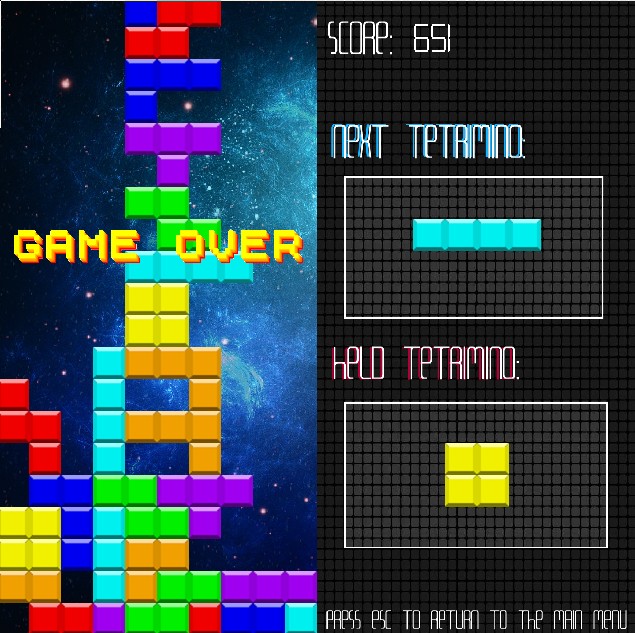 SCORE: 651
NEXT TETRIMINO:
GAME OVER
HELD TETRIMINO:
PRESS ESC TO RETURN TO THE MAIN MENU